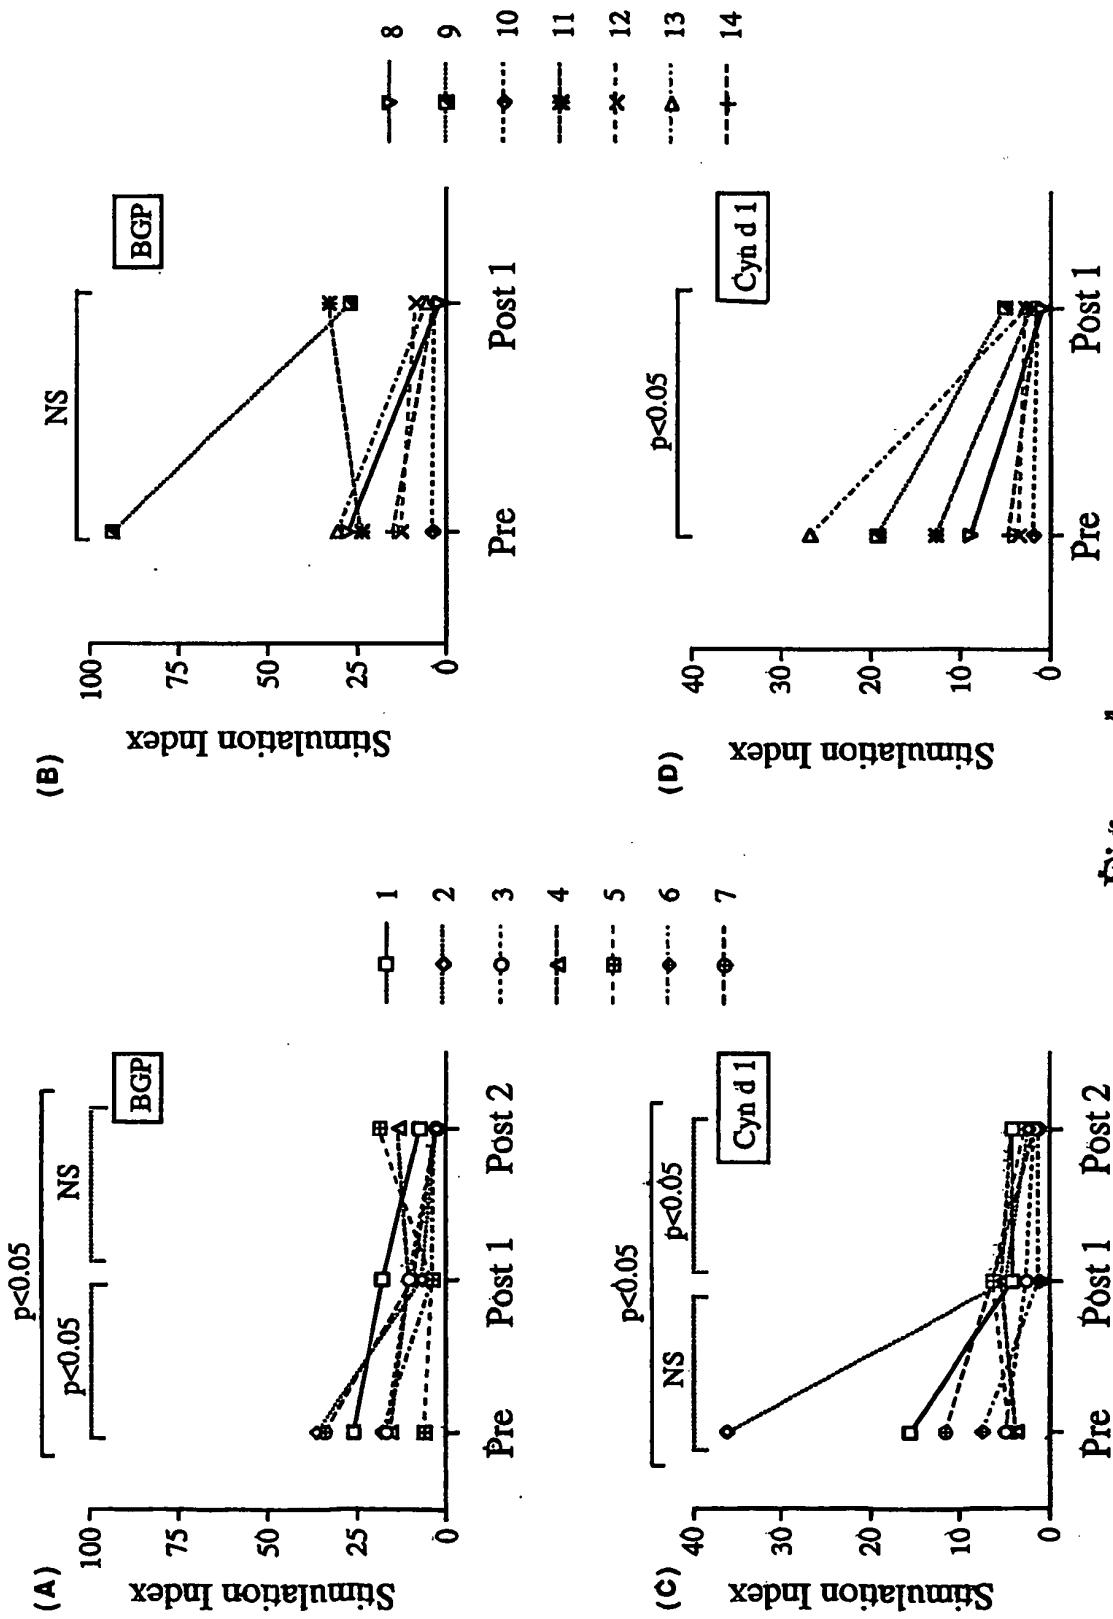 (A)
p<0.05
p<0.05
NS
BGP
100
75
50
25
0
Stimulation Index
Pre
Post 1
Post 2
1
2
3
4
5
6
7
(B)
NS
BGP
100
75
50
25
0
Stimulation Index
Pre
Post 1
8
9
10
11
12
13
14
(C)
p<0.05
NS
p<0.05
Cyn d 1
40
30
20
10
0
Stimulation Index
Pre
Post 1
Post 2
(D)
p<0.05
Cyn d 1
40
30
20
10
0
Stimulation Index
Pre
Post 1